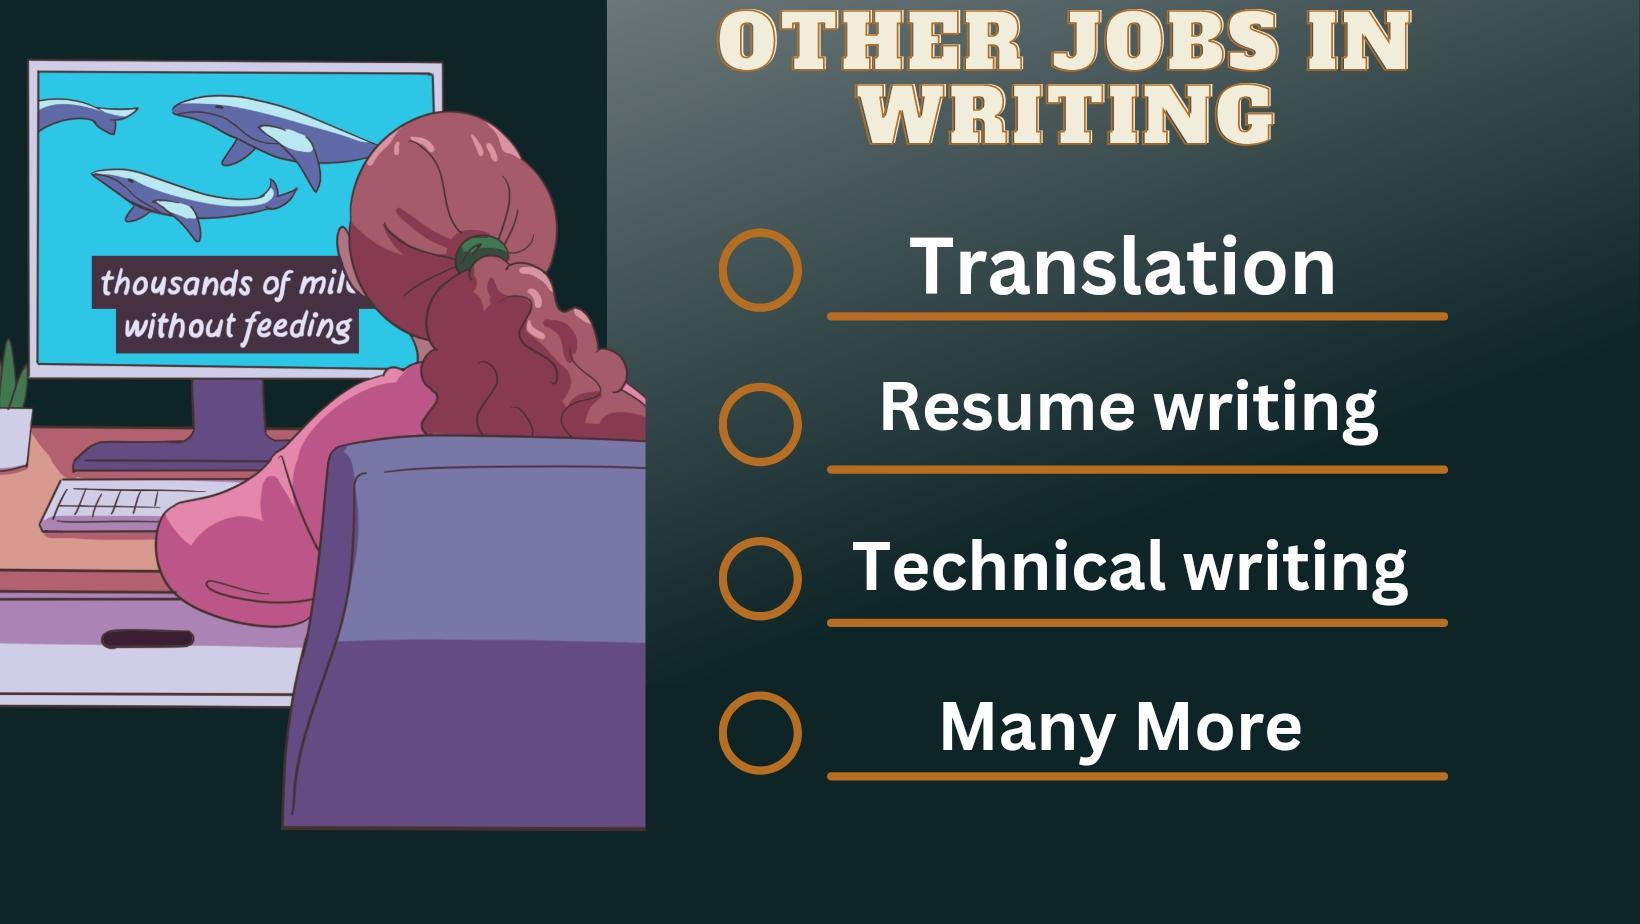 OTHER JOBS IN
WRITING
thousands of
without feeding
Translation
Resume writing
Technical writing
Many More